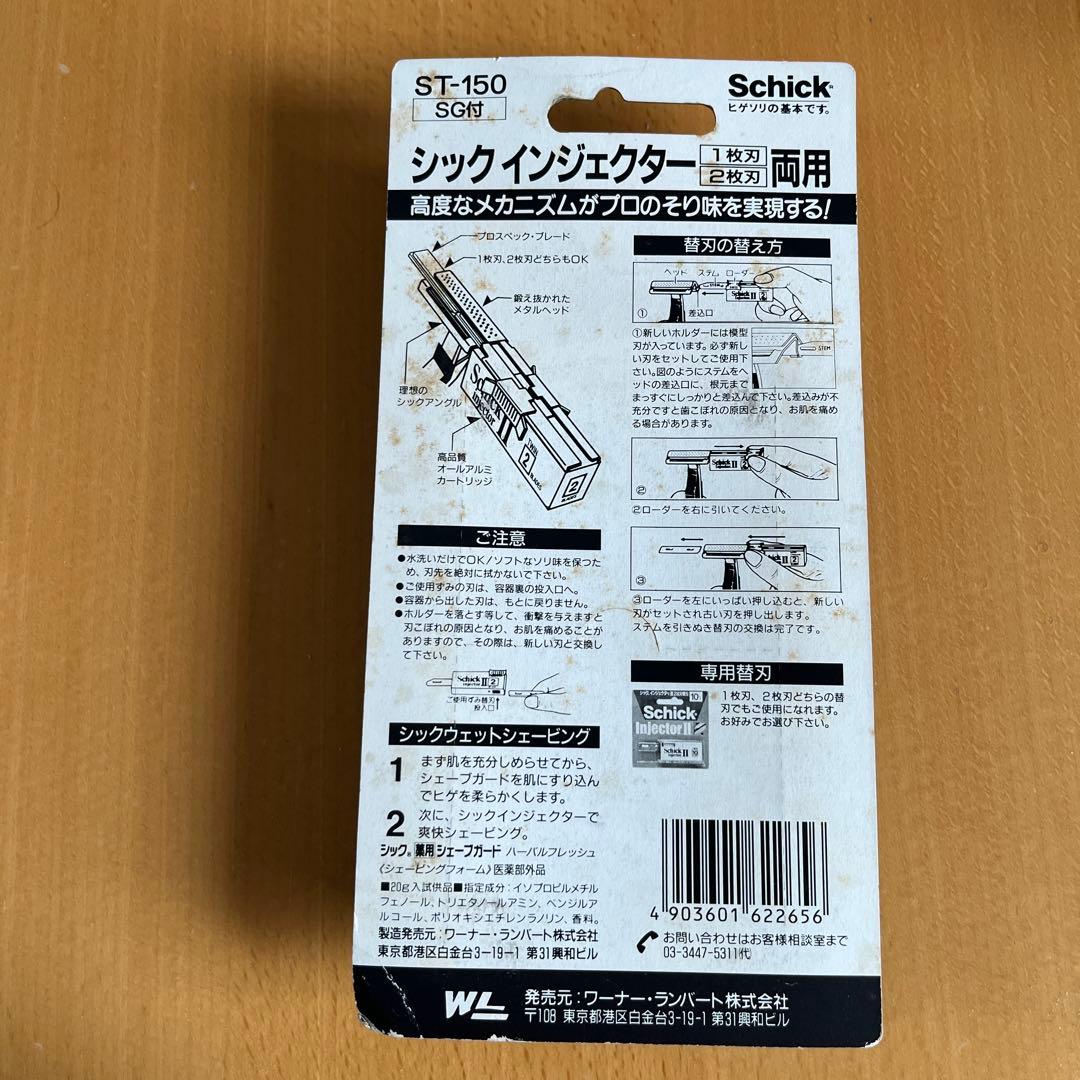 ST-150
SG付
Schick
ヒゲソリの基本です。
シック インジェクター 1枚刃 2枚刃 両用
高度なメカニズムがプロのそり味を実現する!
プロスペック・ブレード
1枚刃、2枚刃どちらもOK
鍛え抜かれた
メタルヘッド
理想の
シックアングル
Schick
injector
II
TWIN
2
BLADES
2
BLADES
高品質
オールアルミ
カートリッジ
ご注意
●水洗いだけでOK/ソフトなソリ味を保つた
め、刃先を絶対に拭かないで下さい。
●ご使用ずみの刃は、容器裏の投入口へ。
●容器から出した刃は、もとに戻りません。
●ホルダーを落とす等して、衝撃を与えますと
刃こぼれの原因となり、お肌を痛めることが
ありますので、その際は、新しい刃と交換し
て下さい。
Schick II 2
injector
ご使用ずみ替刃
投入口
シックウェットシェービング
1 まず肌を充分しめらせてから、
シェーブガードを肌にすり込ん
でヒゲを柔らかくします。
2 次に、シックインジェクターで
爽快シェービング。
シック® 薬用 シェーブガード ハーバルフレッシュ
〈シェービングフォーム〉医薬部外品
■20g入試供品■指定成分:イソプロピルメチル
フェノール、トリエタノールアミン、ベンジルア
ルコール、ポリオキシエチレンラノリン、香料。
製造発売元:ワーナー・ランバート株式会社
東京都港区白金台3-19-1 第31興和ビル
替刃の替え方
ヘッド ステム ローダー
Schick II 2
① 差込口
①新しいホルダーには模型
刃が入っています。必ず新し
い刃をセットしてご使用下
さい。図のようにステムをヘ
ッドの差込口に、根元まで
まっすぐにしっかりと差込んで下さい。差込みが不
充分ですと歯こぼれの原因となり、お肌を痛め
る場合があります。
STEM
Schick II 2
②
②ローダーを右に引いてください。
II 2
③
③ローダーを左にいっぱい押し込むと、新しい
刃がセットされ古い刃を押し出します。
ステムを引きぬき替刃の交換は完了です。
専用替刃
Schick
Injector II
Schick II
1枚刃、2枚刃どちらの替
刃でもご使用になれます。
お好みでお選び下さい。
4 903601 622656
お問い合わせはお客様相談室まで
03-3447-5311代
WL
発売元:ワーナー・ランバート株式会社
〒108 東京都港区白金台3-19-1 第31興和ビル